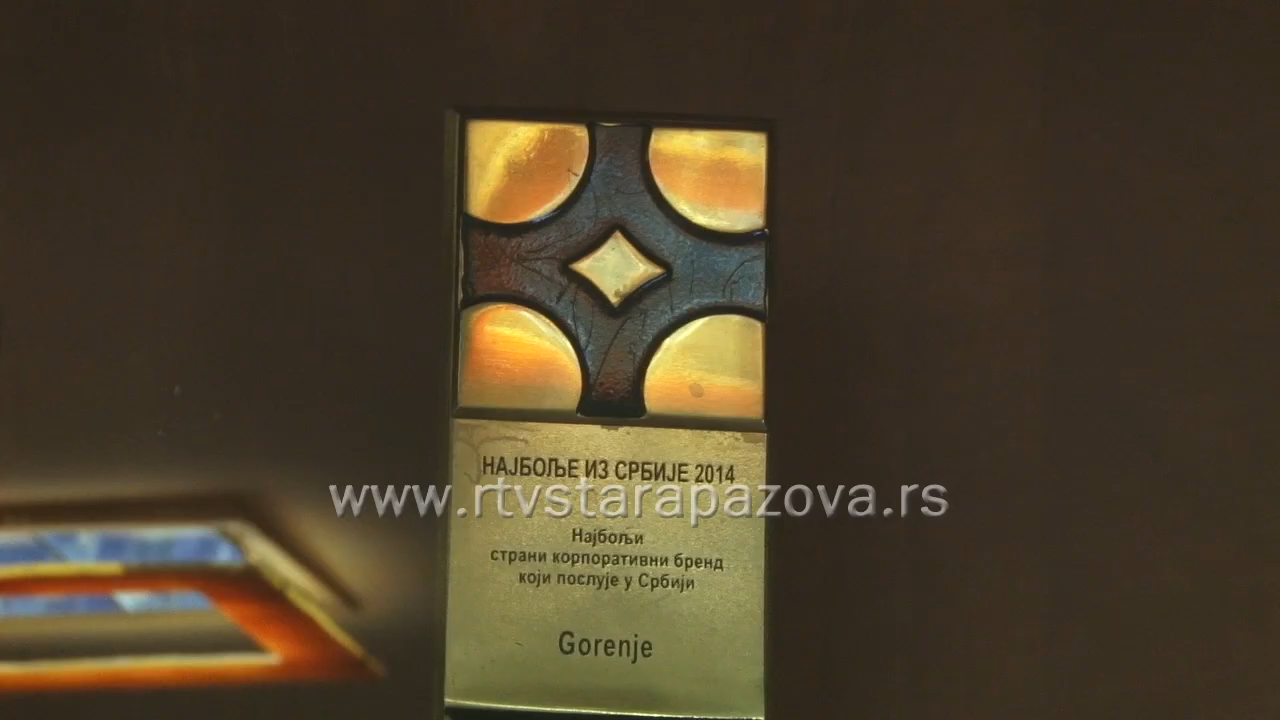 НАЈБОЉЕ ИЗ СРБИЈЕ 2014
www.rtvstarapazova.rs
Најбољи
страни корпоративни бренд
који послује у Србији
Gorenje